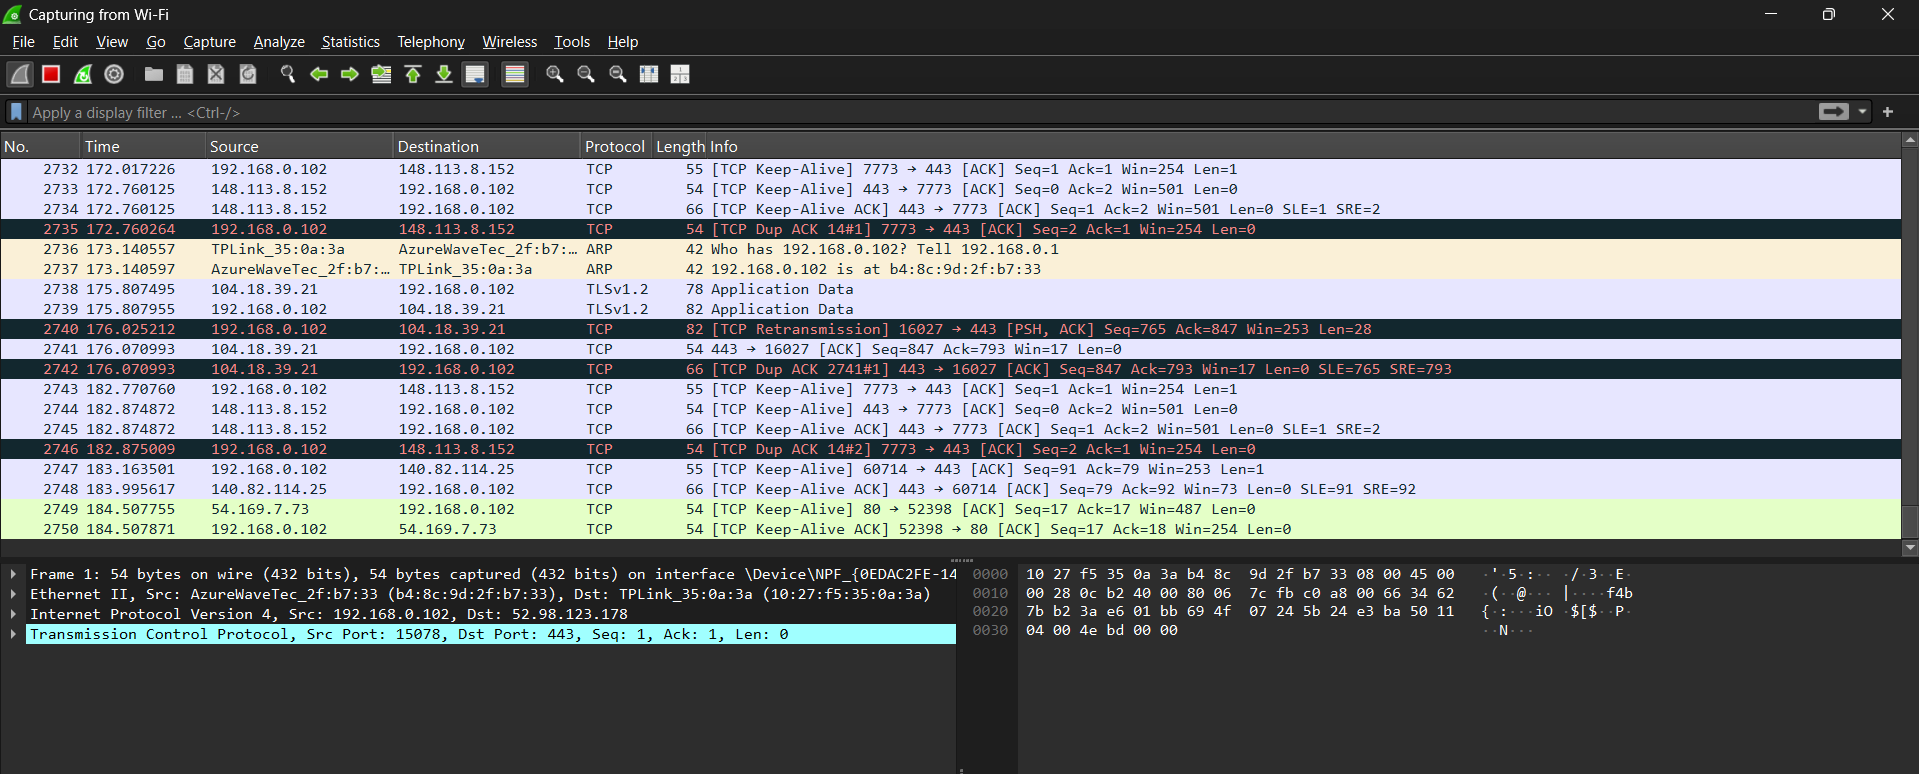 Capturing from Wi-Fi
File Edit View Go Capture Analyze Statistics Telephony Wireless Tools Help
Apply a display filter ... <Ctrl-/>
No. Time Source Destination Protocol Length Info
2732 172.017226 192.168.0.102 148.113.8.152 TCP 55 [TCP Keep-Alive] 7773 → 443 [ACK] Seq=1 Ack=1 Win=254 Len=1
2733 172.760125 148.113.8.152 192.168.0.102 TCP 54 [TCP Keep-Alive] 443 → 7773 [ACK] Seq=0 Ack=2 Win=501 Len=0
2734 172.760125 148.113.8.152 192.168.0.102 TCP 66 [TCP Keep-Alive ACK] 443 → 7773 [ACK] Seq=1 Ack=2 Win=501 Len=0 SLE=1 SRE=2
2735 172.760264 192.168.0.102 148.113.8.152 TCP 54 [TCP Dup ACK 14#1] 7773 → 443 [ACK] Seq=2 Ack=1 Win=254 Len=0
2736 173.140557 TPLink_35:0a:3a AzureWaveTec_2f:b7:… ARP 42 Who has 192.168.0.102? Tell 192.168.0.1
2737 173.140597 AzureWaveTec_2f:b7:… TPLink_35:0a:3a ARP 42 192.168.0.102 is at b4:8c:9d:2f:b7:33
2738 175.807495 104.18.39.21 192.168.0.102 TLSv1.2 78 Application Data
2739 175.807955 192.168.0.102 104.18.39.21 TLSv1.2 82 Application Data
2740 176.025212 192.168.0.102 104.18.39.21 TCP 82 [TCP Retransmission] 16027 → 443 [PSH, ACK] Seq=765 Ack=847 Win=253 Len=28
2741 176.070993 104.18.39.21 192.168.0.102 TCP 54 443 → 16027 [ACK] Seq=847 Ack=793 Win=17 Len=0
2742 176.070993 104.18.39.21 192.168.0.102 TCP 66 [TCP Dup ACK 2741#1] 443 → 16027 [ACK] Seq=847 Ack=793 Win=17 Len=0 SLE=765 SRE=793
2743 182.770760 192.168.0.102 148.113.8.152 TCP 55 [TCP Keep-Alive] 7773 → 443 [ACK] Seq=1 Ack=1 Win=254 Len=1
2744 182.874872 148.113.8.152 192.168.0.102 TCP 54 [TCP Keep-Alive] 443 → 7773 [ACK] Seq=0 Ack=2 Win=501 Len=0
2745 182.874872 148.113.8.152 192.168.0.102 TCP 66 [TCP Keep-Alive ACK] 443 → 7773 [ACK] Seq=1 Ack=2 Win=501 Len=0 SLE=1 SRE=2
2746 182.875009 192.168.0.102 148.113.8.152 TCP 54 [TCP Dup ACK 14#2] 7773 → 443 [ACK] Seq=2 Ack=1 Win=254 Len=0
2747 183.163501 192.168.0.102 140.82.114.25 TCP 55 [TCP Keep-Alive] 60714 → 443 [ACK] Seq=91 Ack=79 Win=253 Len=1
2748 183.995617 140.82.114.25 192.168.0.102 TCP 66 [TCP Keep-Alive ACK] 443 → 60714 [ACK] Seq=79 Ack=92 Win=73 Len=0 SLE=91 SRE=92
2749 184.507755 54.169.7.73 192.168.0.102 TCP 54 [TCP Keep-Alive] 80 → 52398 [ACK] Seq=17 Ack=17 Win=487 Len=0
2750 184.507871 192.168.0.102 54.169.7.73 TCP 54 [TCP Keep-Alive ACK] 52398 → 80 [ACK] Seq=17 Ack=18 Win=254 Len=0
Frame 1: 54 bytes on wire (432 bits), 54 bytes captured (432 bits) on interface \Device\NPF_{0EDAC2FE-14
Ethernet II, Src: AzureWaveTec_2f:b7:33 (b4:8c:9d:2f:b7:33), Dst: TPLink_35:0a:3a (10:27:f5:35:0a:3a)
Internet Protocol Version 4, Src: 192.168.0.102, Dst: 52.98.123.178
Transmission Control Protocol, Src Port: 15078, Dst Port: 443, Seq: 1, Ack: 1, Len: 0
0000 10 27 f5 35 0a 3a b4 8c 9d 2f b7 33 08 00 45 00 ·'·5·:·· ·/·3··E·
0010 00 28 0c b2 40 00 80 06 7c fb c0 a8 00 66 34 62 ·(··@··· |····f4b
0020 7b b2 3a e6 01 bb 69 4f 07 24 5b 24 e3 ba 50 11 {·:···iO ·$[$··P·
0030 04 00 4e bd 00 00 ··N···